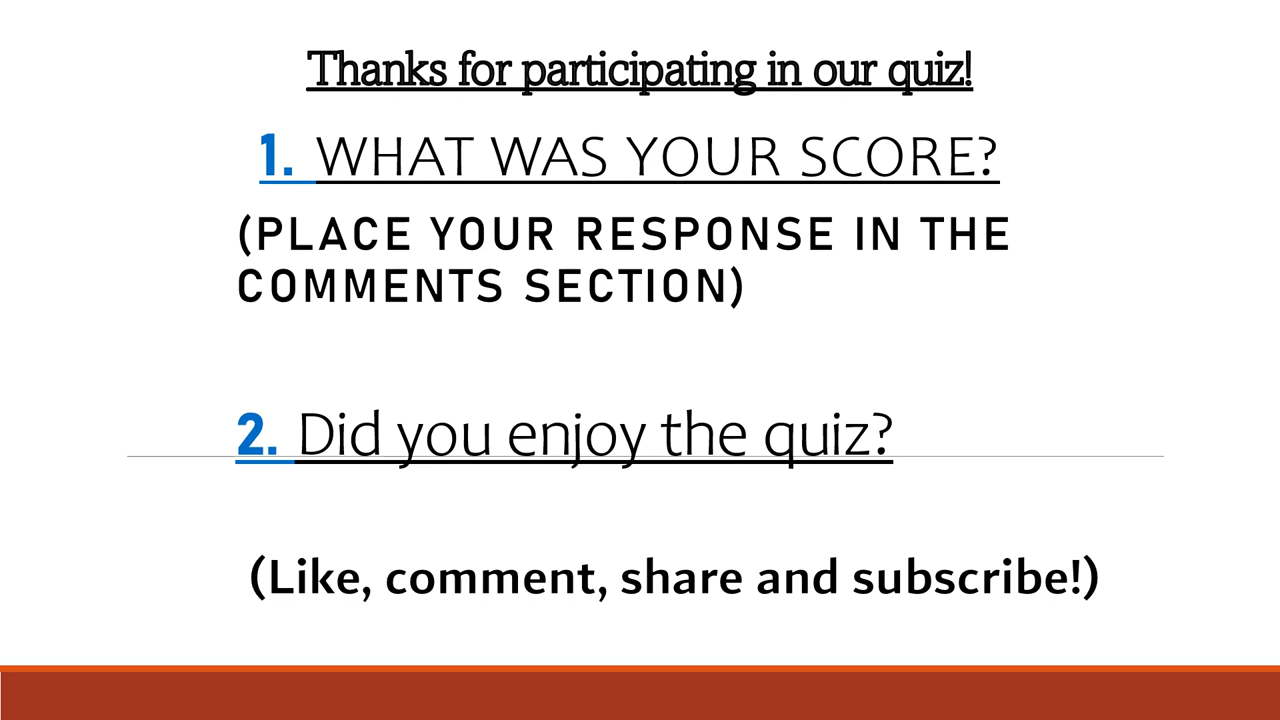 Thanks for participating in our quiz!
1. WHAT WAS YOUR SCORE?
(PLACE YOUR RESPONSE IN THE
COMMENTS SECTION)
2. Did you enjoy the quiz?
(Like, comment, share and subscribe!)